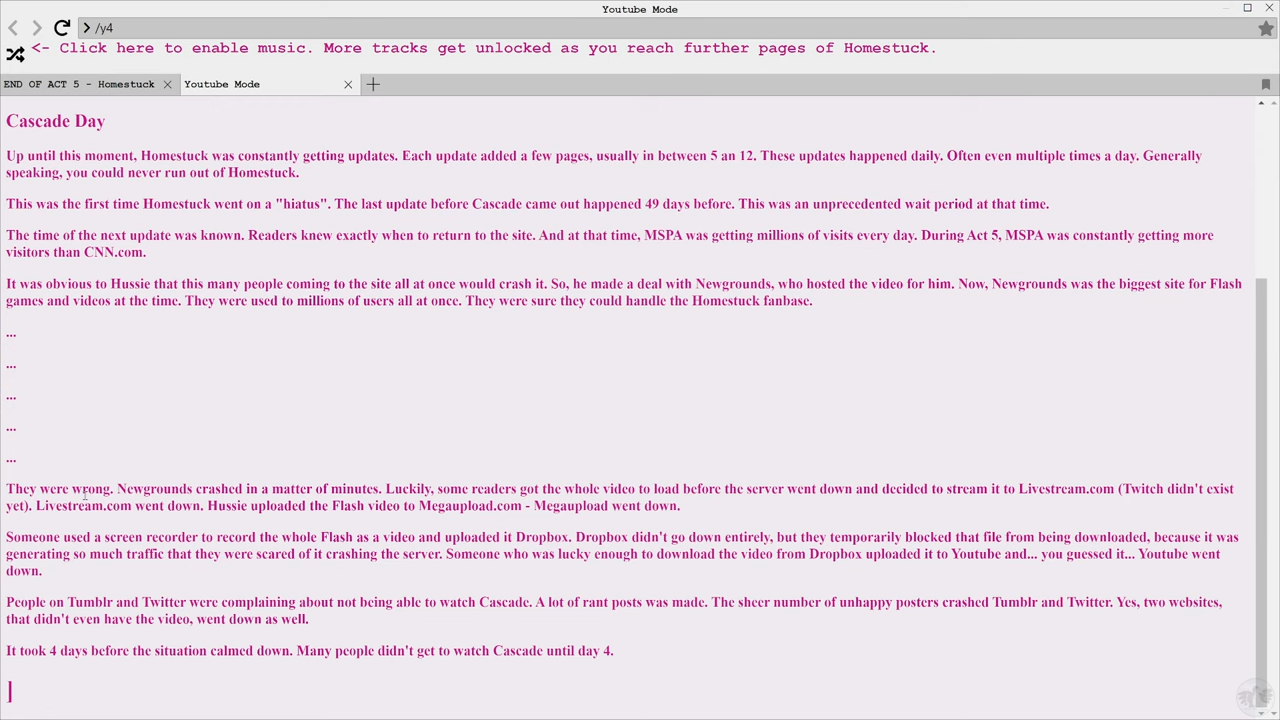 Youtube Mode
/y4
<- Click here to enable music. More tracks get unlocked as you reach further pages of Homestuck.
END OF ACT 5 - Homestuck
Youtube Mode
Cascade Day
Up until this moment, Homestuck was constantly getting updates. Each update added a few pages, usually in between 5 an 12. These updates happened daily. Often even multiple times a day. Generally
speaking, you could never run out of Homestuck.
This was the first time Homestuck went on a "hiatus". The last update before Cascade came out happened 49 days before. This was an unprecedented wait period at that time.
The time of the next update was known. Readers knew exactly when to return to the site. And at that time, MSPA was getting millions of visits every day. During Act 5, MSPA was constantly getting more
visitors than CNN.com.
It was obvious to Hussie that this many people coming to the site all at once would crash it. So, he made a deal with Newgrounds, who hosted the video for him. Now, Newgrounds was the biggest site for Flash
games and videos at the time. They were used to millions of users all at once. They were sure they could handle the Homestuck fanbase.
...
...
...
...
...
They were wrong. Newgrounds crashed in a matter of minutes. Luckily, some readers got the whole video to load before the server went down and decided to stream it to Livestream.com (Twitch didn't exist
yet). Livestream.com went down. Hussie uploaded the Flash video to Megaupload.com - Megaupload went down.
Someone used a screen recorder to record the whole Flash as a video and uploaded it Dropbox. Dropbox didn't go down entirely, but they temporarily blocked that file from being downloaded, because it was
generating so much traffic that they were scared of it crashing the server. Someone who was lucky enough to download the video from Dropbox uploaded it to Youtube and... you guessed it... Youtube went
down.
People on Tumblr and Twitter were complaining about not being able to watch Cascade. A lot of rant posts was made. The sheer number of unhappy posters crashed Tumblr and Twitter. Yes, two websites,
that didn't even have the video, went down as well.
It took 4 days before the situation calmed down. Many people didn't get to watch Cascade until day 4.
]